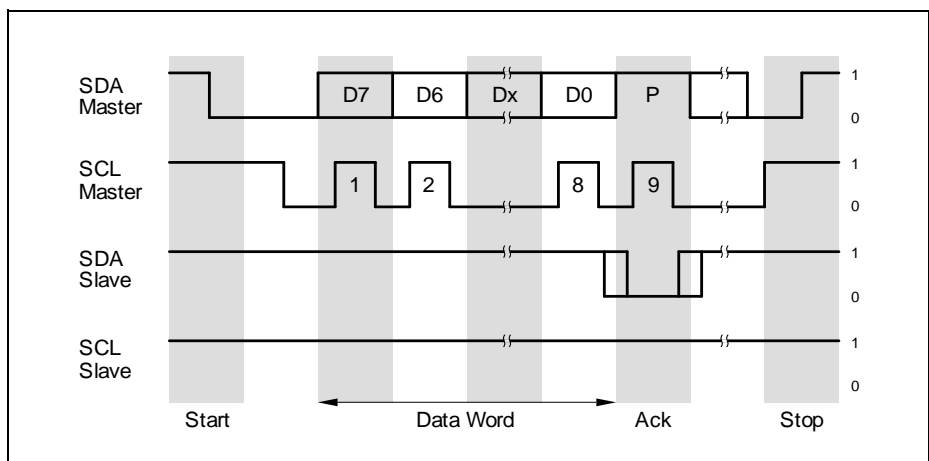 SDA
Master
D7 D6 Dx D0 P
1
0
SCL
Master
1 2 8 9
1
0
SDA
Slave
1
0
SCL
Slave
1
0
Start Data Word Ack Stop